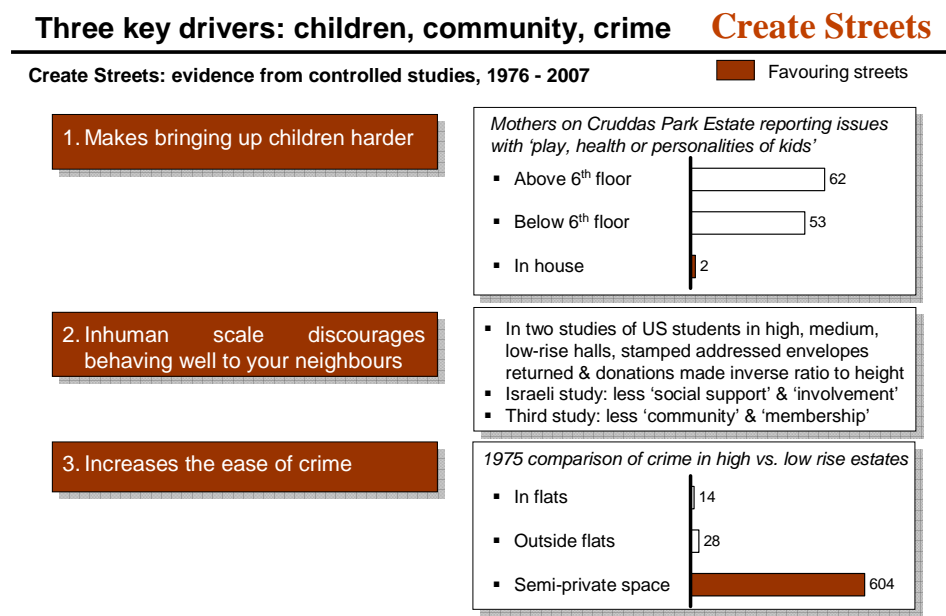 Three key drivers: children, community, crime
Create Streets
Create Streets: evidence from controlled studies, 1976 - 2007
Favouring streets
1. Makes bringing up children harder
Mothers on Cruddas Park Estate reporting issues
with ‘play, health or personalities of kids’
▪ Above 6th floor
62
▪ Below 6th floor
53
▪ In house
2
2. Inhuman scale discourages
behaving well to your neighbours
▪ In two studies of US students in high, medium,
low-rise halls, stamped addressed envelopes
returned & donations made inverse ratio to height
▪ Israeli study: less ‘social support’ & ‘involvement’
▪ Third study: less ‘community’ & ‘membership’
3. Increases the ease of crime
1975 comparison of crime in high vs. low rise estates
▪ In flats
14
▪ Outside flats
28
▪ Semi-private space
604